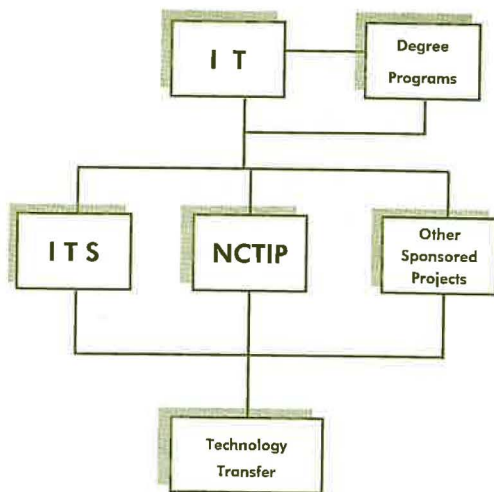 I T
Degree
Programs
I T S
NCTIP
Other
Sponsored
Projects
Technology
Transfer